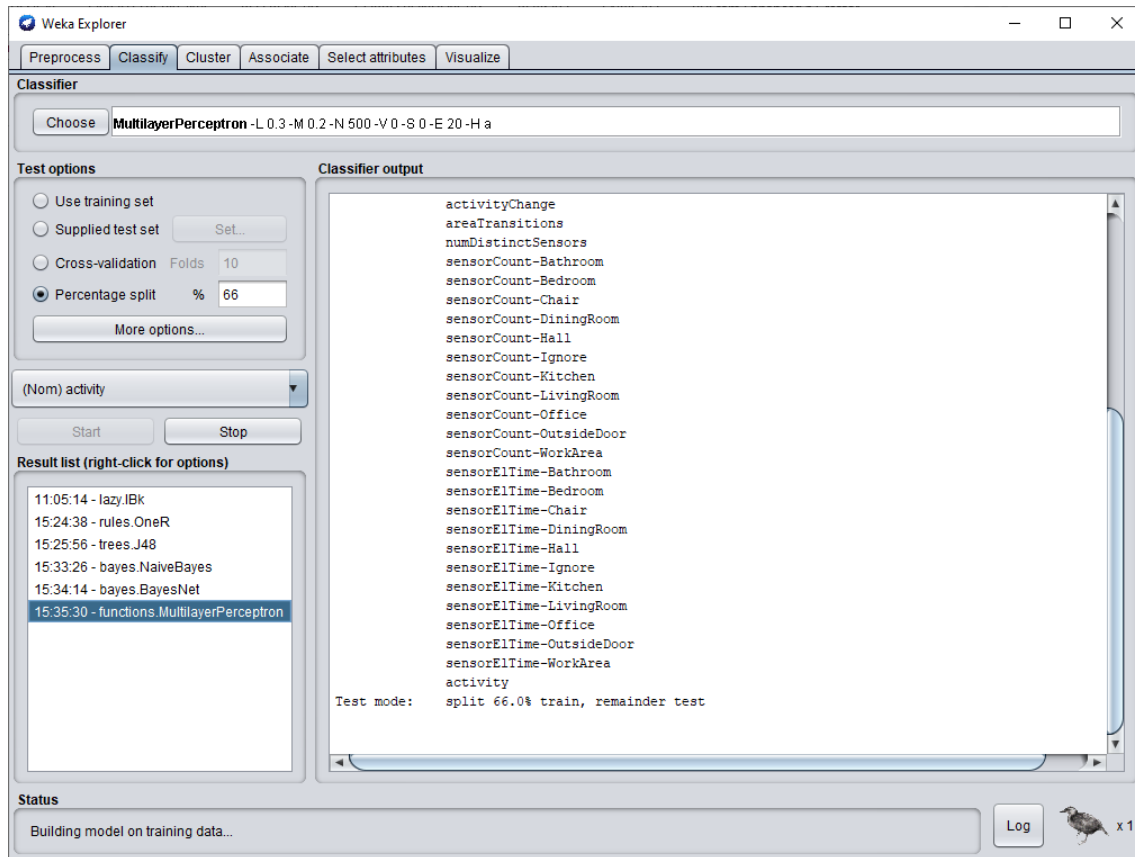 Weka Explorer
Preprocess Classify Cluster Associate Select attributes Visualize
Classifier
Choose MultilayerPerceptron -L 0.3 -M 0.2 -N 500 -V 0 -S 0 -E 20 -H a
Test options
Use training set
Supplied test set Set...
Cross-validation Folds 10
Percentage split % 66
More options...
(Nom) activity
Start Stop
Result list (right-click for options)
11:05:14 - lazy.IBk
15:24:38 - rules.OneR
15:25:56 - trees.J48
15:33:26 - bayes.NaiveBayes
15:34:14 - bayes.BayesNet
15:35:30 - functions.MultilayerPerceptron
Classifier output
activityChange
areaTransitions
numDistinctSensors
sensorCount-Bathroom
sensorCount-Bedroom
sensorCount-Chair
sensorCount-DiningRoom
sensorCount-Hall
sensorCount-Ignore
sensorCount-Kitchen
sensorCount-LivingRoom
sensorCount-Office
sensorCount-OutsideDoor
sensorCount-WorkArea
sensorElTime-Bathroom
sensorElTime-Bedroom
sensorElTime-Chair
sensorElTime-DiningRoom
sensorElTime-Hall
sensorElTime-Ignore
sensorElTime-Kitchen
sensorElTime-LivingRoom
sensorElTime-Office
sensorElTime-OutsideDoor
sensorElTime-WorkArea
activity
Test mode: split 66.0% train, remainder test
Status
Building model on training data...
Log x 1